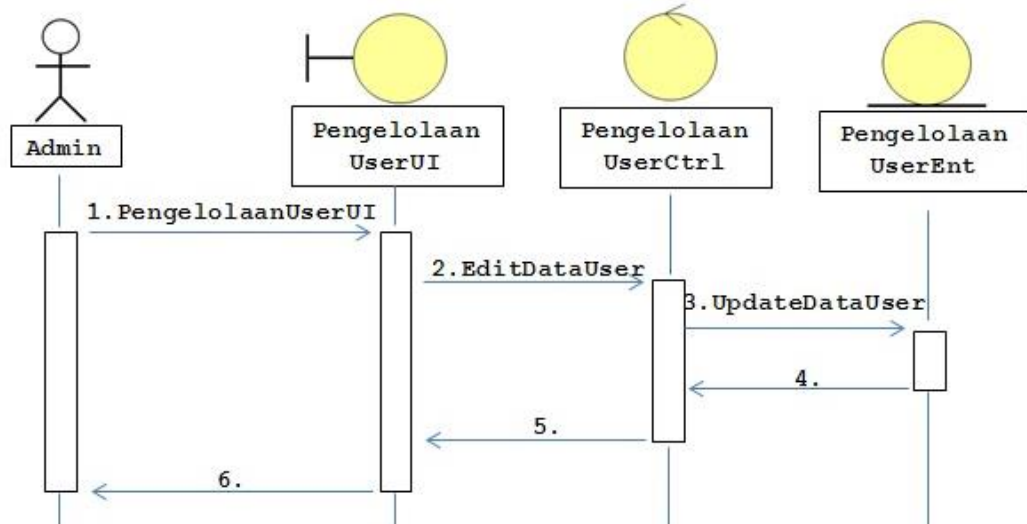 Admin
Pengelolaan
UserUI
Pengelolaan
UserCtrl
Pengelolaan
UserEnt
1.PengelolaanUserUI
2.EditDataUser
3.UpdateDataUser
4.
5.
6.